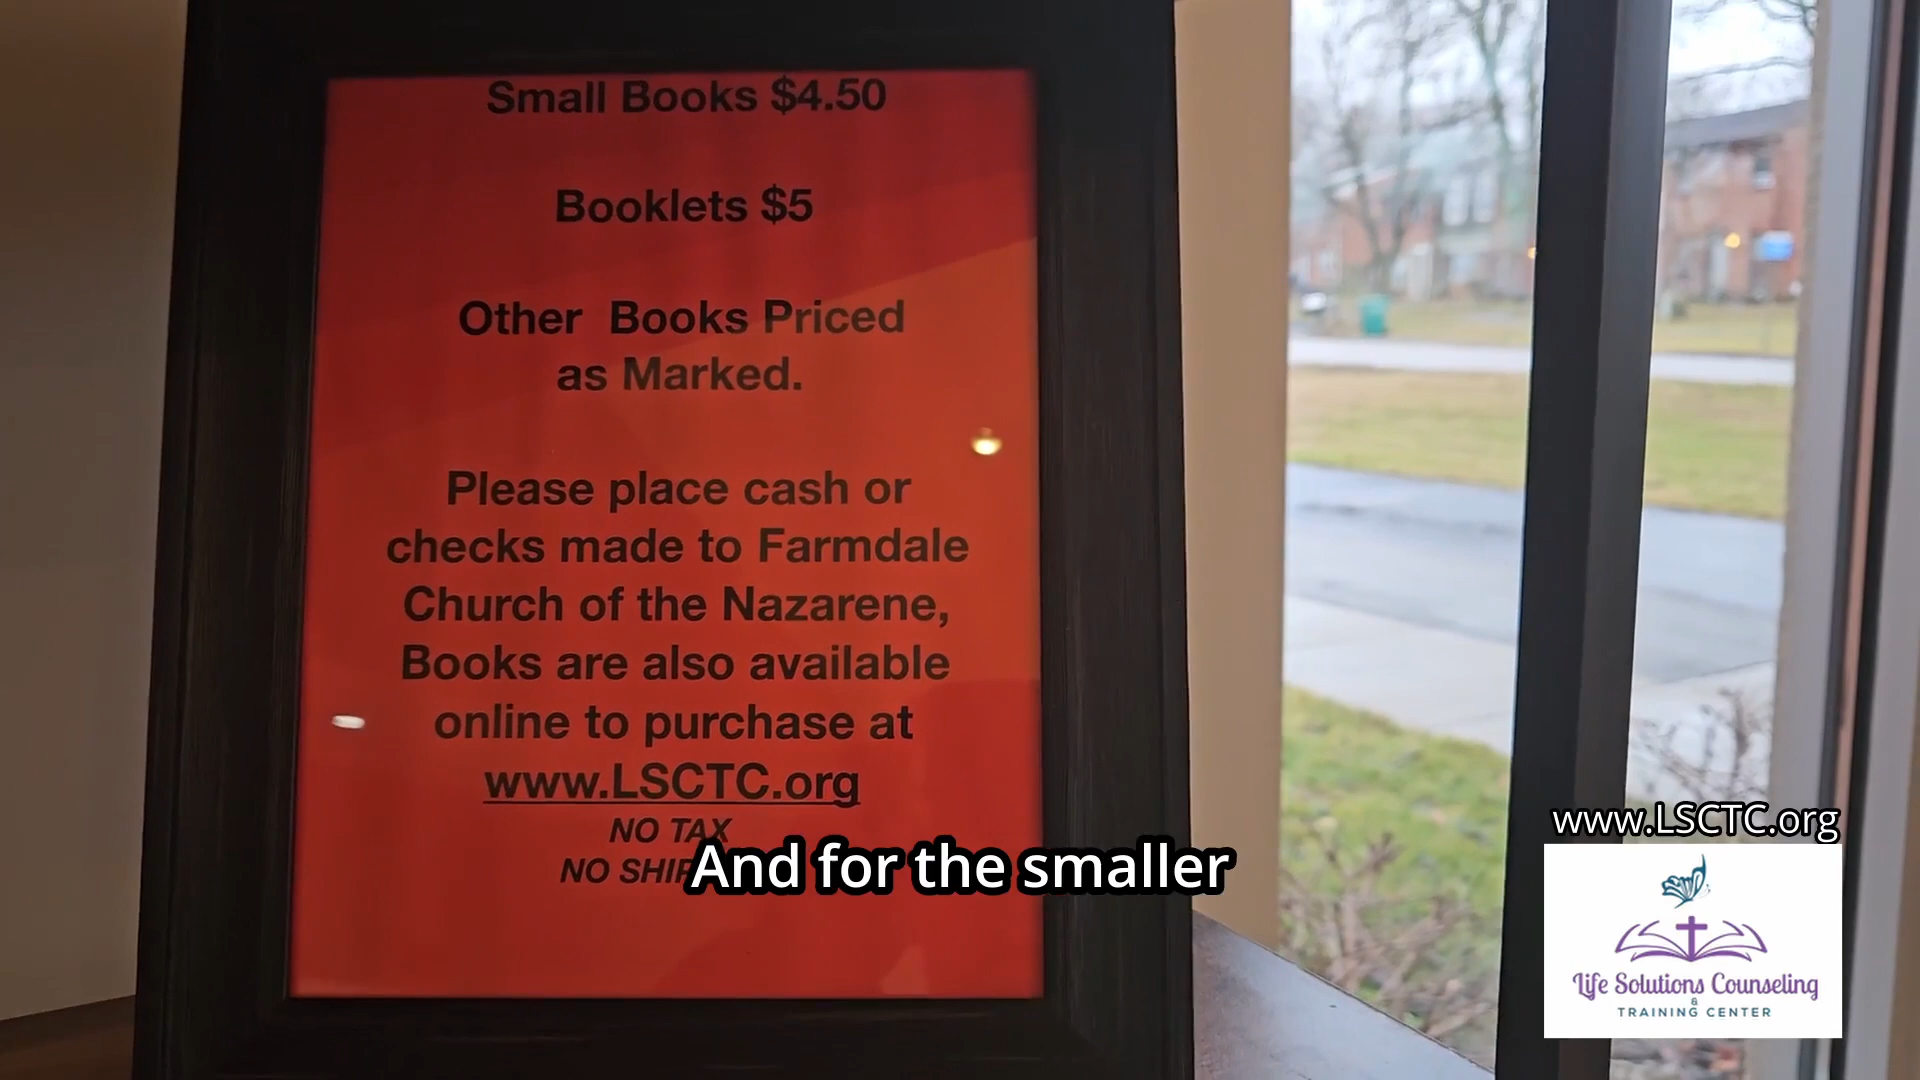 Small Books $4.50
Booklets $5
Other Books Priced
as Marked.
Please place cash or
checks made to Farmdale
Church of the Nazarene,
Books are also available
online to purchase at
www.LSCTC.org
NO TAX
NO
And for the smaller
www.LSCTC.org
Life Solutions Counseling
&
TRAINING CENTER